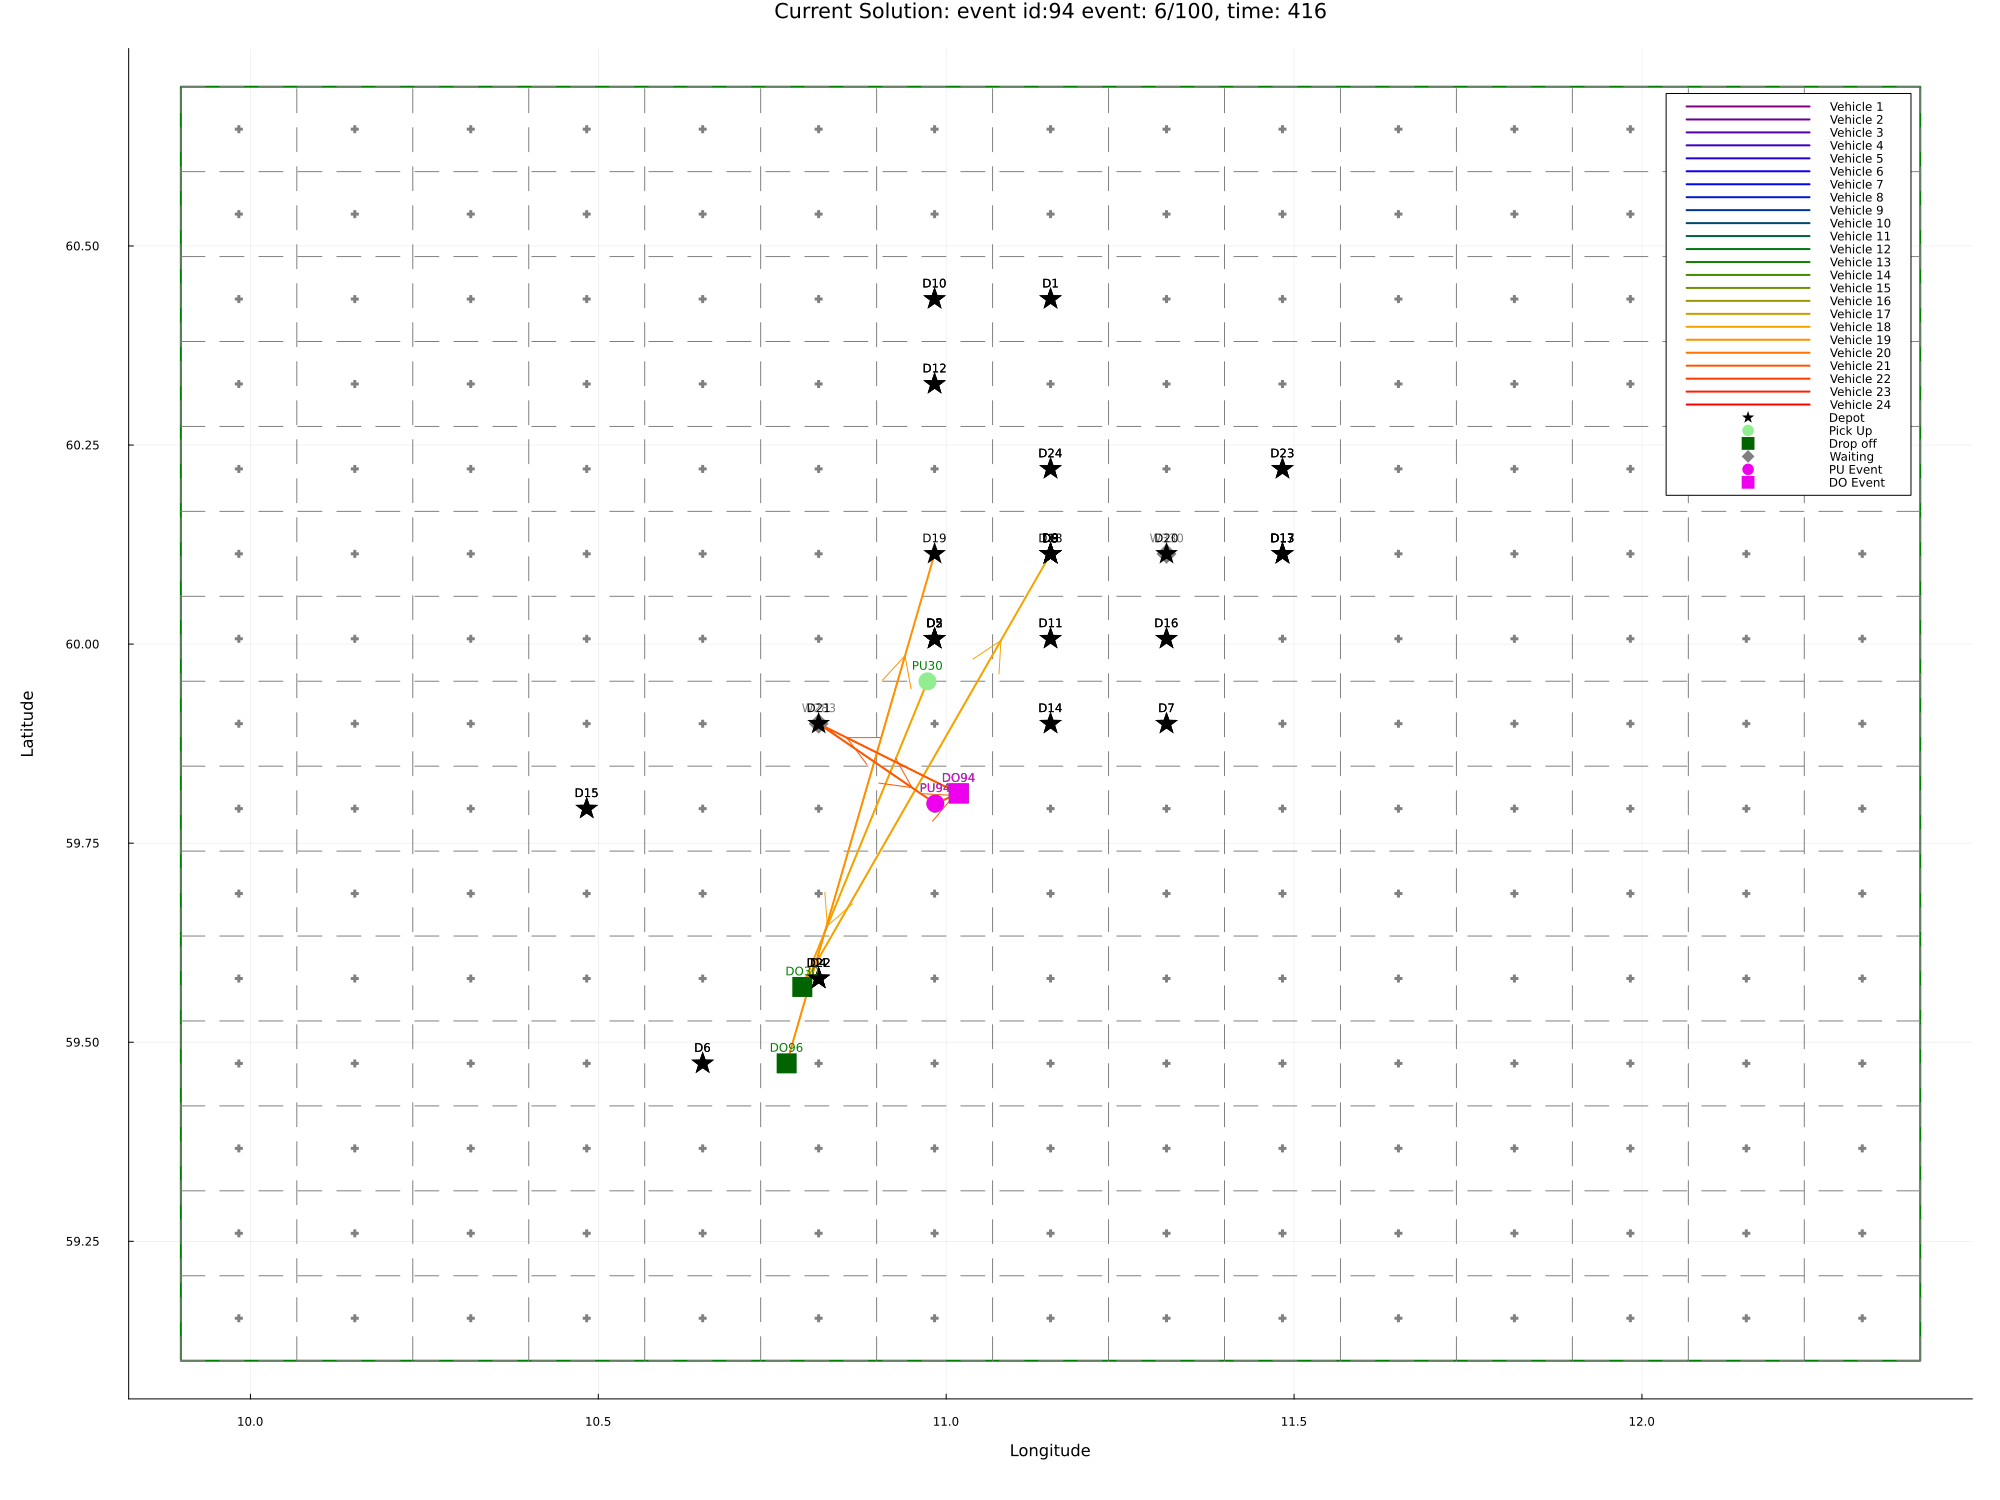 Current Solution: event id:94 event: 6/100, time: 416
Vehicle 1
Vehicle 2
Vehicle 3
Vehicle 4
Vehicle 5
Vehicle 6
Vehicle 7
Vehicle 8
Vehicle 9
Vehicle 10
Vehicle 11
Vehicle 12
Vehicle 13
Vehicle 14
Vehicle 15
Vehicle 16
Vehicle 17
Vehicle 18
Vehicle 19
Vehicle 20
Vehicle 21
Vehicle 22
Vehicle 23
Vehicle 24
Depot
Pick Up
Drop off
Waiting
PU Event
DO Event
60.50
D10 D1
D12
60.25
D24 D23
D19 D20
D11 D16
60.00
PU30
D21 D14 D7
Latitude
DO94
PU94
D15
59.75
D22
DO30
59.50
D6 DO96
59.25
10.0 10.5 11.0 11.5 12.0
Longitude